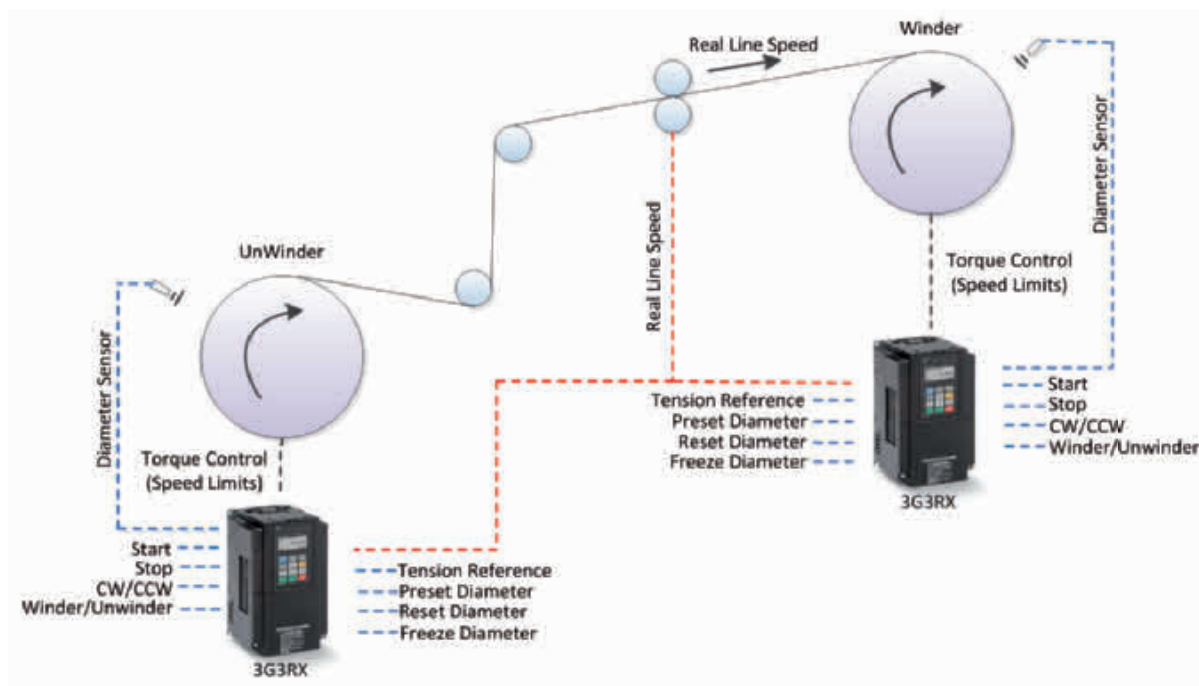 Winder
Real Line Speed
Diameter Sensor
UnWinder
Real Line Speed
Torque Control
(Speed Limits)
Diameter Sensor
Torque Control
(Speed Limits)
Tension Reference
Preset Diameter
Reset Diameter
Freeze Diameter
Start
Stop
CW/CCW
Winder/Unwinder
3G3RX
Start
Stop
CW/CCW
Winder/Unwinder
Tension Reference
Preset Diameter
Reset Diameter
Freeze Diameter
3G3RX